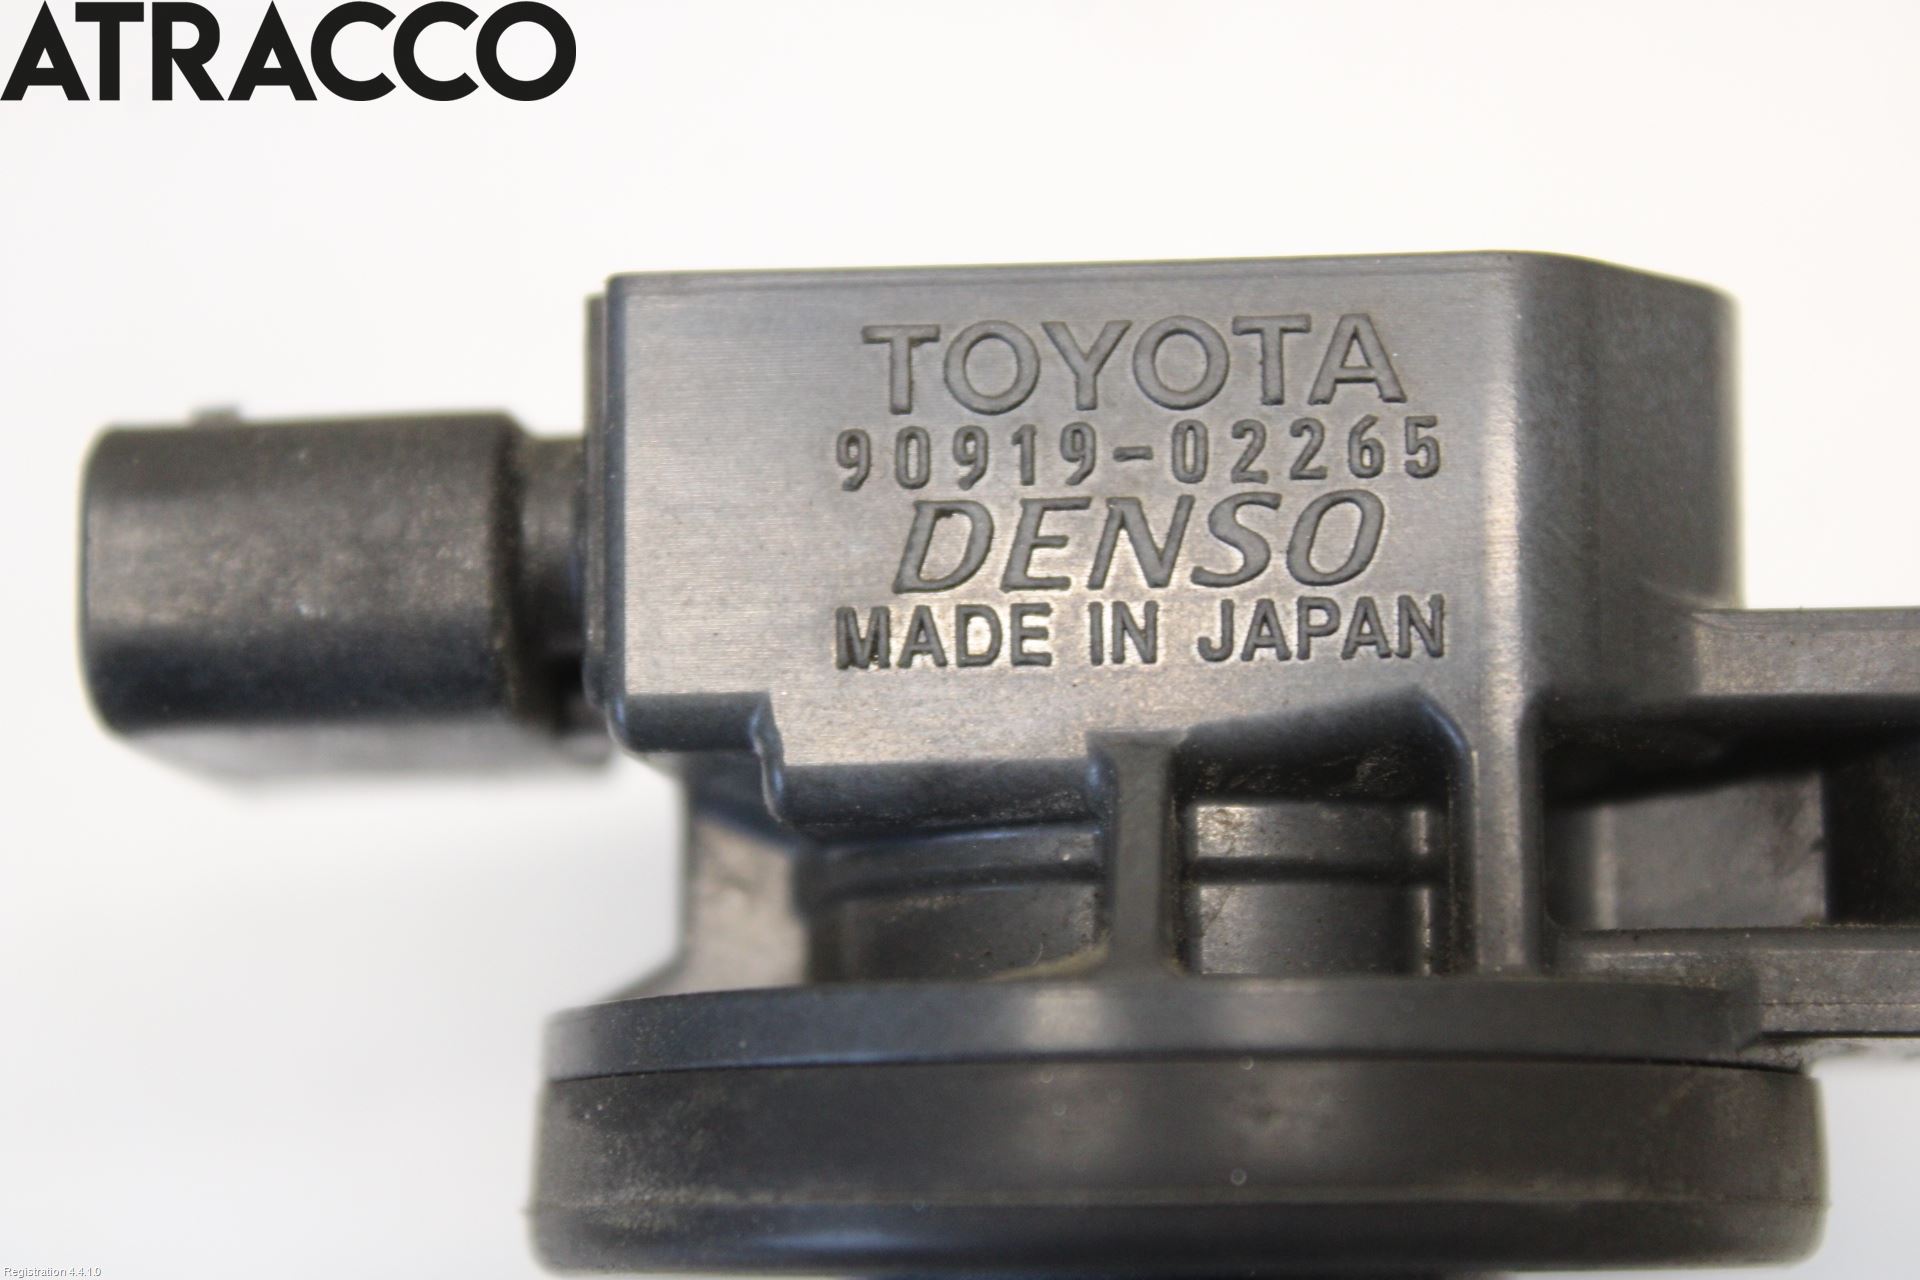 ATRACCO
TOYOTA
90919-02265
DENSO
MADE IN JAPAN
Registration 4.4.1.0